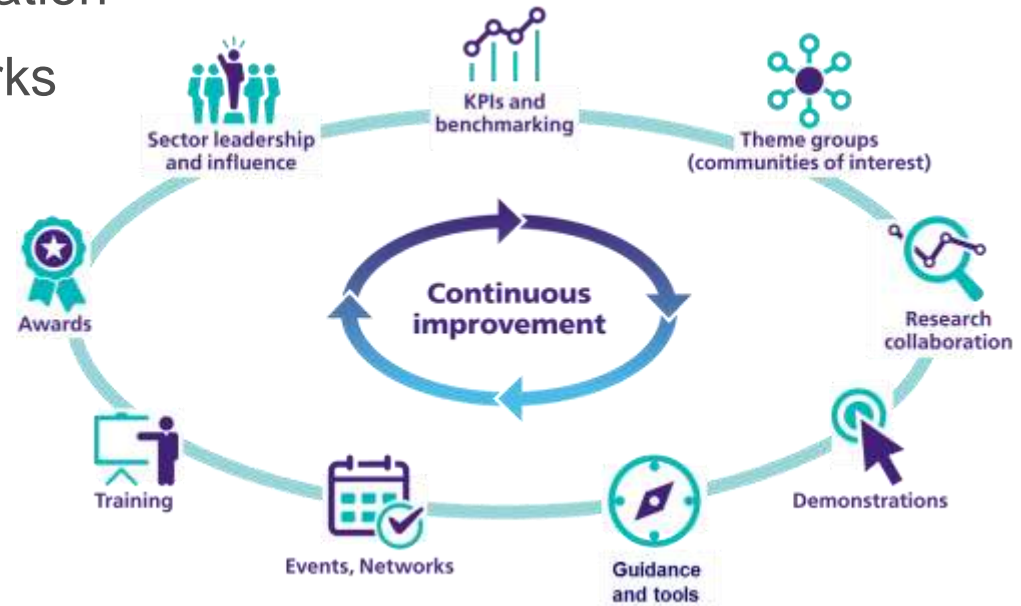 KPIs and
benchmarking
Sector leadership
and influence
Theme groups
(communities of interest)
Awards
Continuous
improvement
Research
collaboration
Training
Demonstrations
Events, Networks
Guidance
and tools